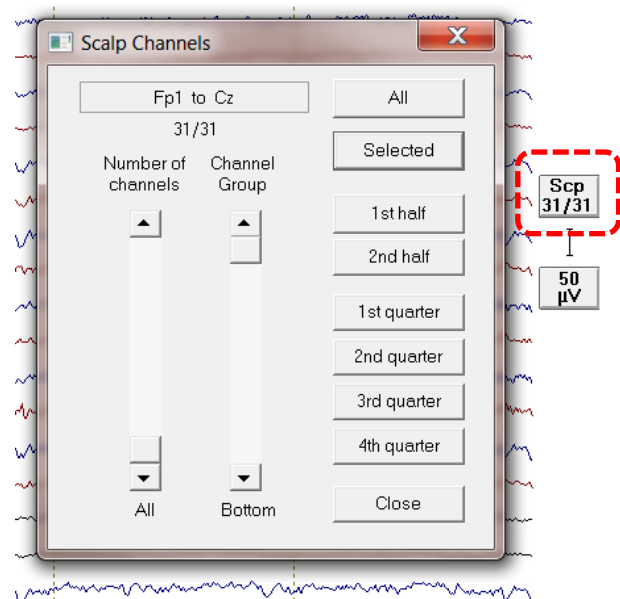 Scalp Channels
X
Fp1 to Cz
31/31
Number of
channels
Channel
Group
All
Bottom
All
Selected
1st half
2nd half
1st quarter
2nd quarter
3rd quarter
4th quarter
Close
Scp
31/31
50
µV